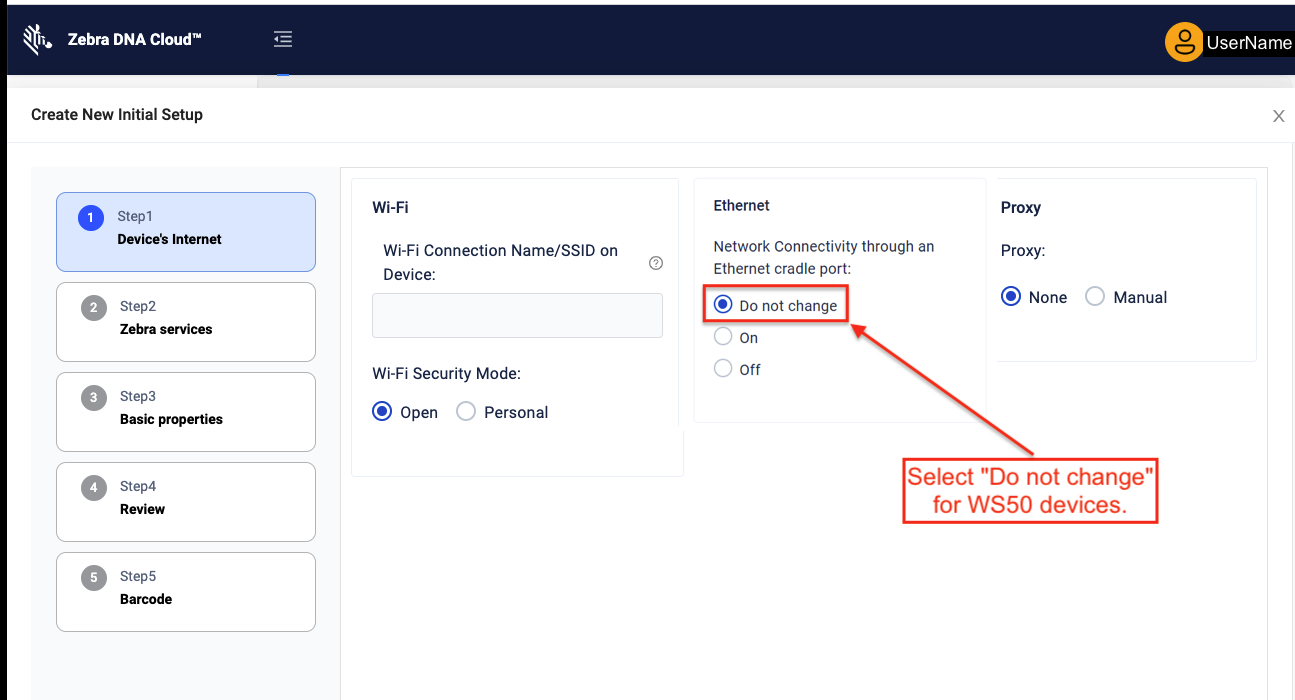 Zebra DNA Cloud™
UserName
Create New Initial Setup
X
1
Step1
Device's Internet
2
Step2
Zebra services
3
Step3
Basic properties
4
Step4
Review
5
Step5
Barcode
Wi-Fi
Wi-Fi Connection Name/SSID on
Device:
?
Wi-Fi Security Mode:
Open
Personal
Ethernet
Network Connectivity through an
Ethernet cradle port:
Do not change
On
Off
Proxy
Proxy:
None
Manual
Select "Do not change"
for WS50 devices.